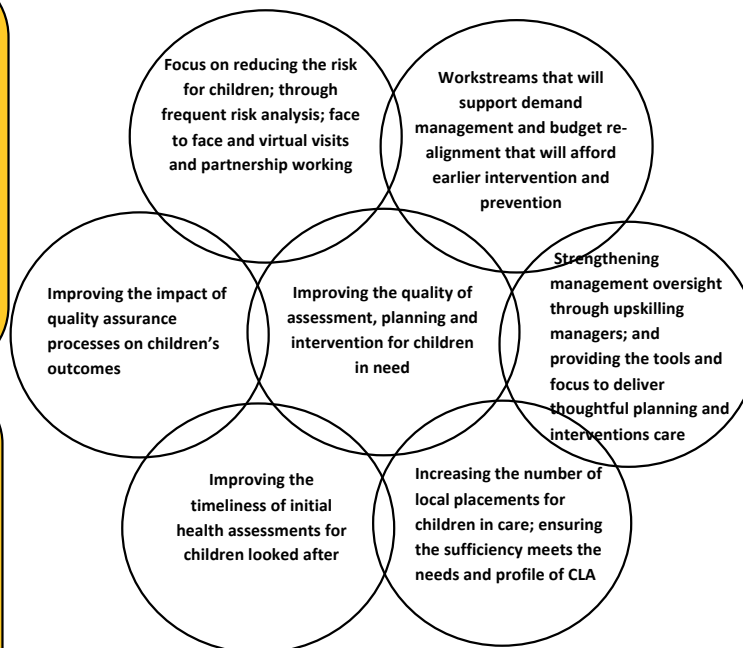 Focus on reducing the risk
for children; through
frequent risk analysis; face
to face and virtual visits
and partnership working
Workstreams that will
support demand
management and budget re-
alignment that will afford
earlier intervention and
prevention
Improving the impact of
quality assurance
processes on children’s
outcomes
Improving the quality of
assessment, planning and
intervention for children
in need
Strengthening
management oversight
through upskilling
managers; and
providing the tools and
focus to deliver
thoughtful planning and
interventions care
Improving the
timeliness of initial
health assessments for
children looked after
Increasing the number of
local placements for
children in care; ensuring
the sufficiency meets the
needs and profile of CLA